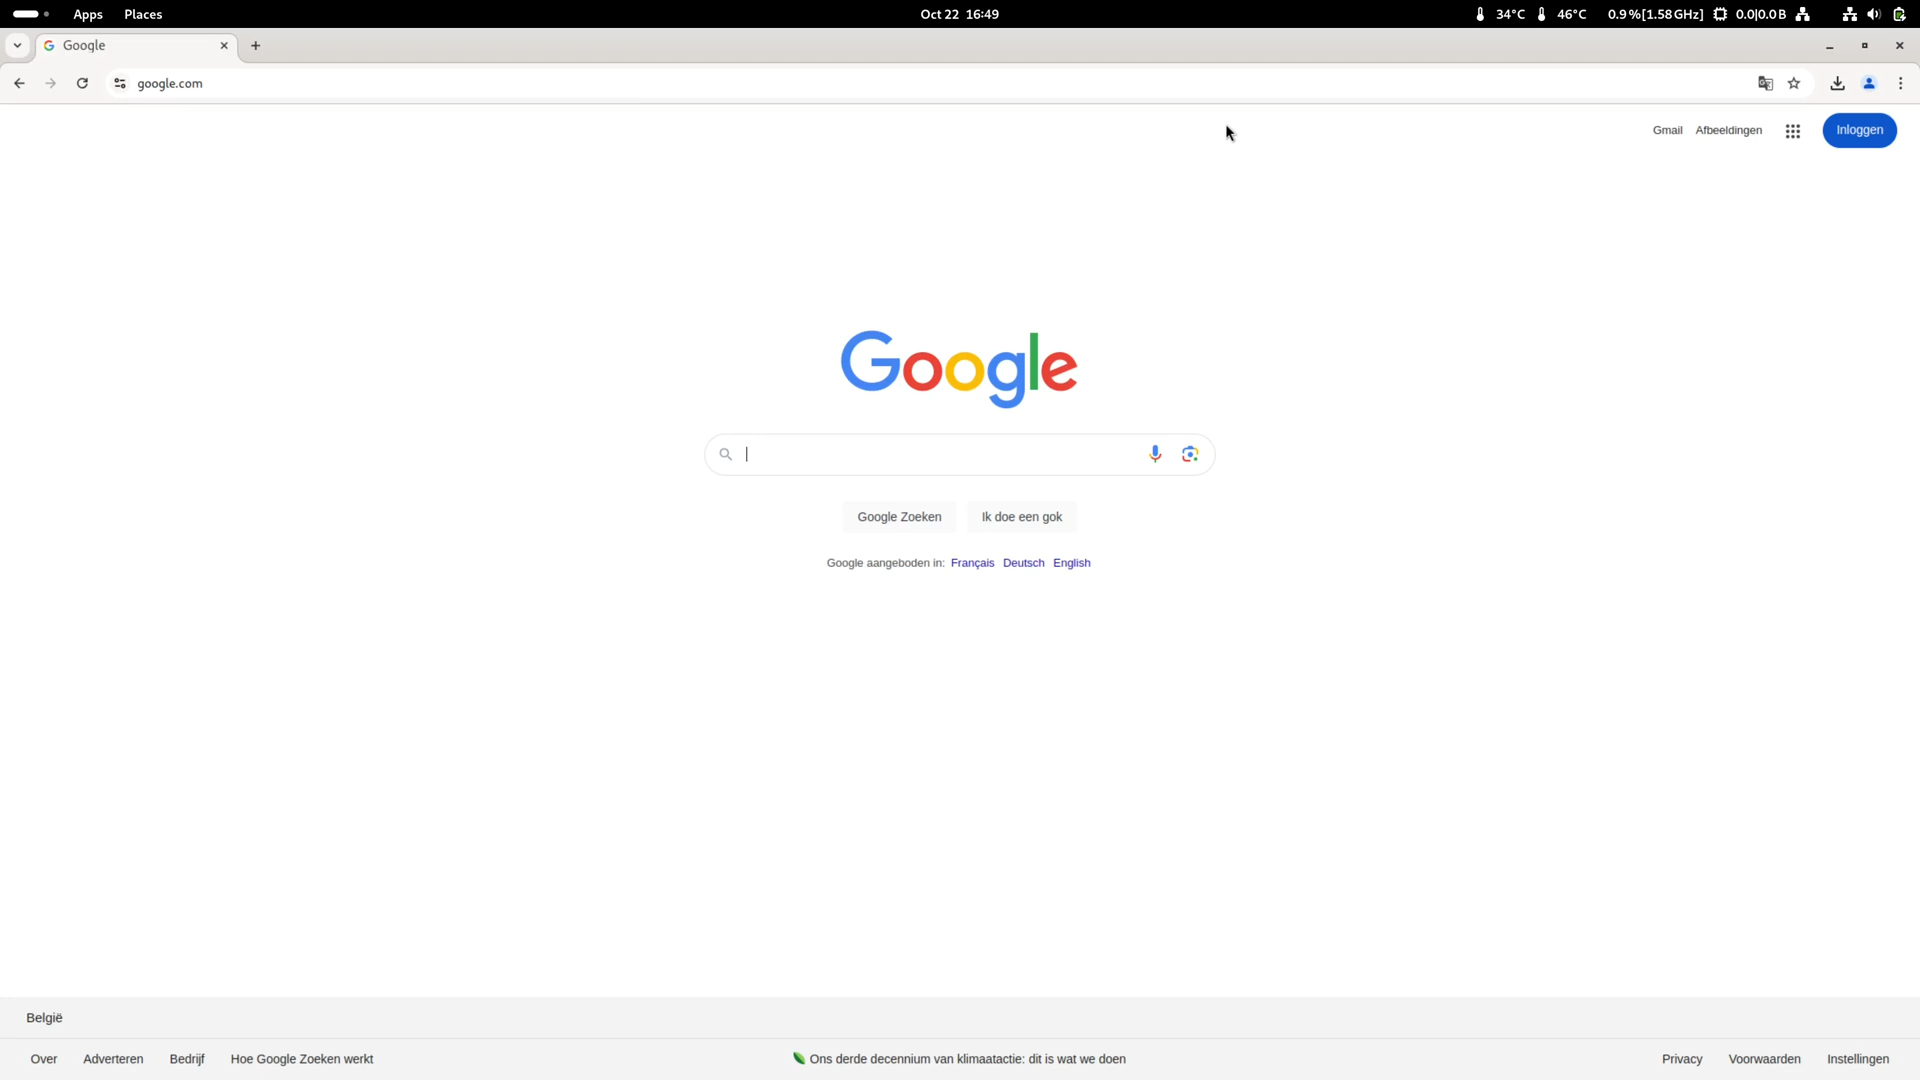 Apps Places Oct 22 16:49 34°C 46°C 0.9%[1.58GHz] 0.0|0.0B
Google
google.com
Gmail Afbeeldingen Inloggen
Google
Google Zoeken Ik doe een gok
Google aangeboden in: Français Deutsch English
België
Over Adverteren Bedrijf Hoe Google Zoeken werkt Ons derde decennium van klimaatactie: dit is wat we doen Privacy Voorwaarden Instellingen